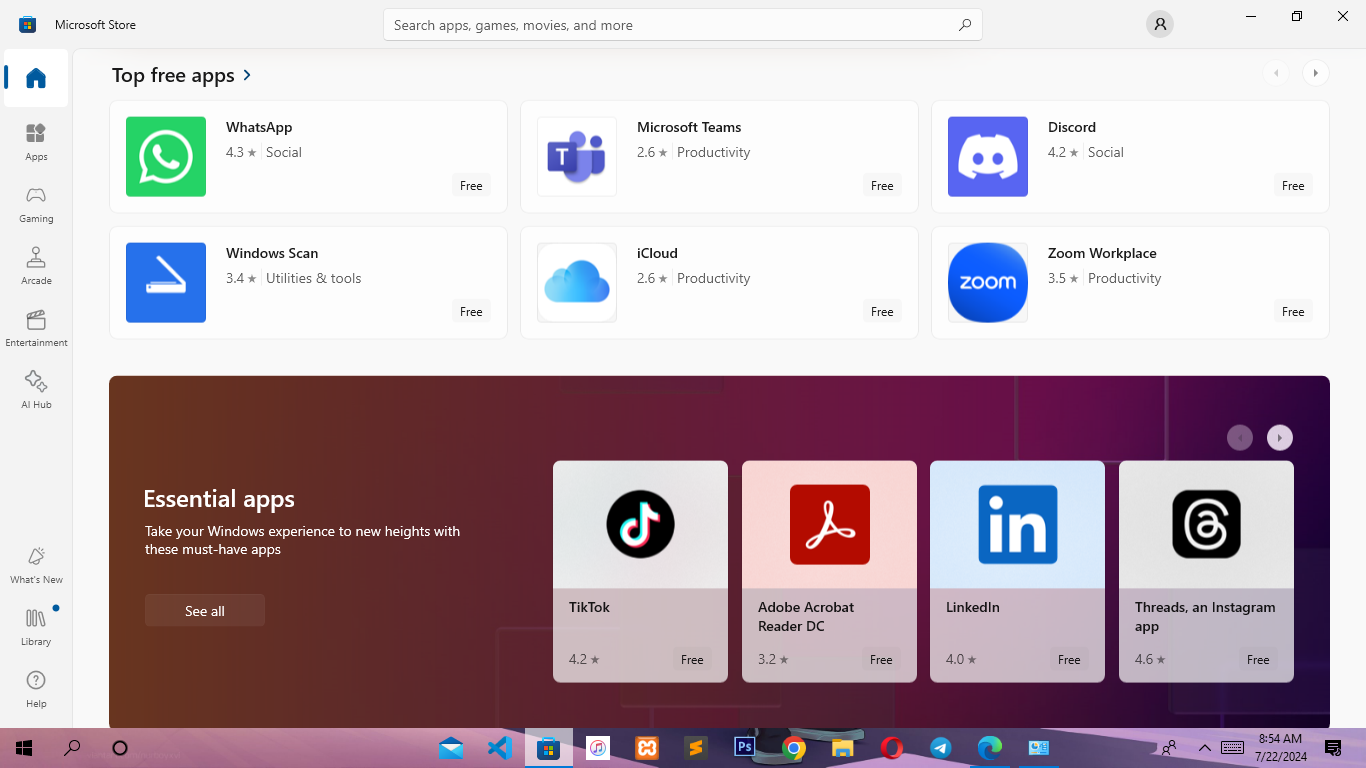 Microsoft Store
Search apps, games, movies, and more
Apps
Gaming
Arcade
Entertainment
AI Hub
What's New
Library
Help
Top free apps
WhatsApp
4.3 ★ Social
Free
T
Microsoft Teams
2.6 ★ Productivity
Free
Discord
4.2 ★ Social
Free
Windows Scan
3.4 ★ Utilities & tools
Free
iCloud
2.6 ★ Productivity
Free
zoom
Zoom Workplace
3.5 ★ Productivity
Free
Essential apps
Take your Windows experience to new heights with
these must-have apps
See all
TikTok
4.2 ★ Free
Adobe Acrobat
Reader DC
3.2 ★ Free
in
LinkedIn
4.0 ★ Free
Threads, an Instagram
app
4.6 ★ Free
Ps
8:54 AM
7/22/2024